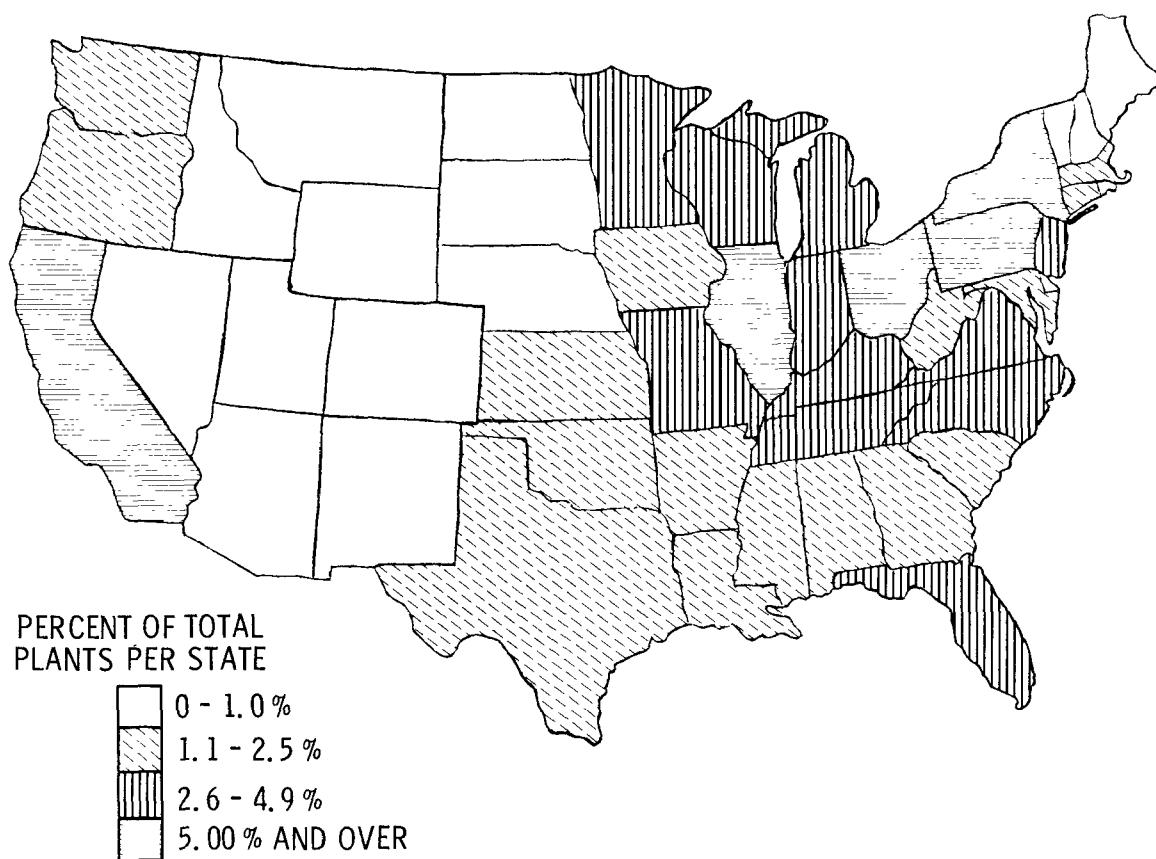 PERCENT OF TOTAL
PLANTS PER STATE
0 - 1.0 %
1.1 - 2.5 %
2.6 - 4.9 %
5.00 % AND OVER